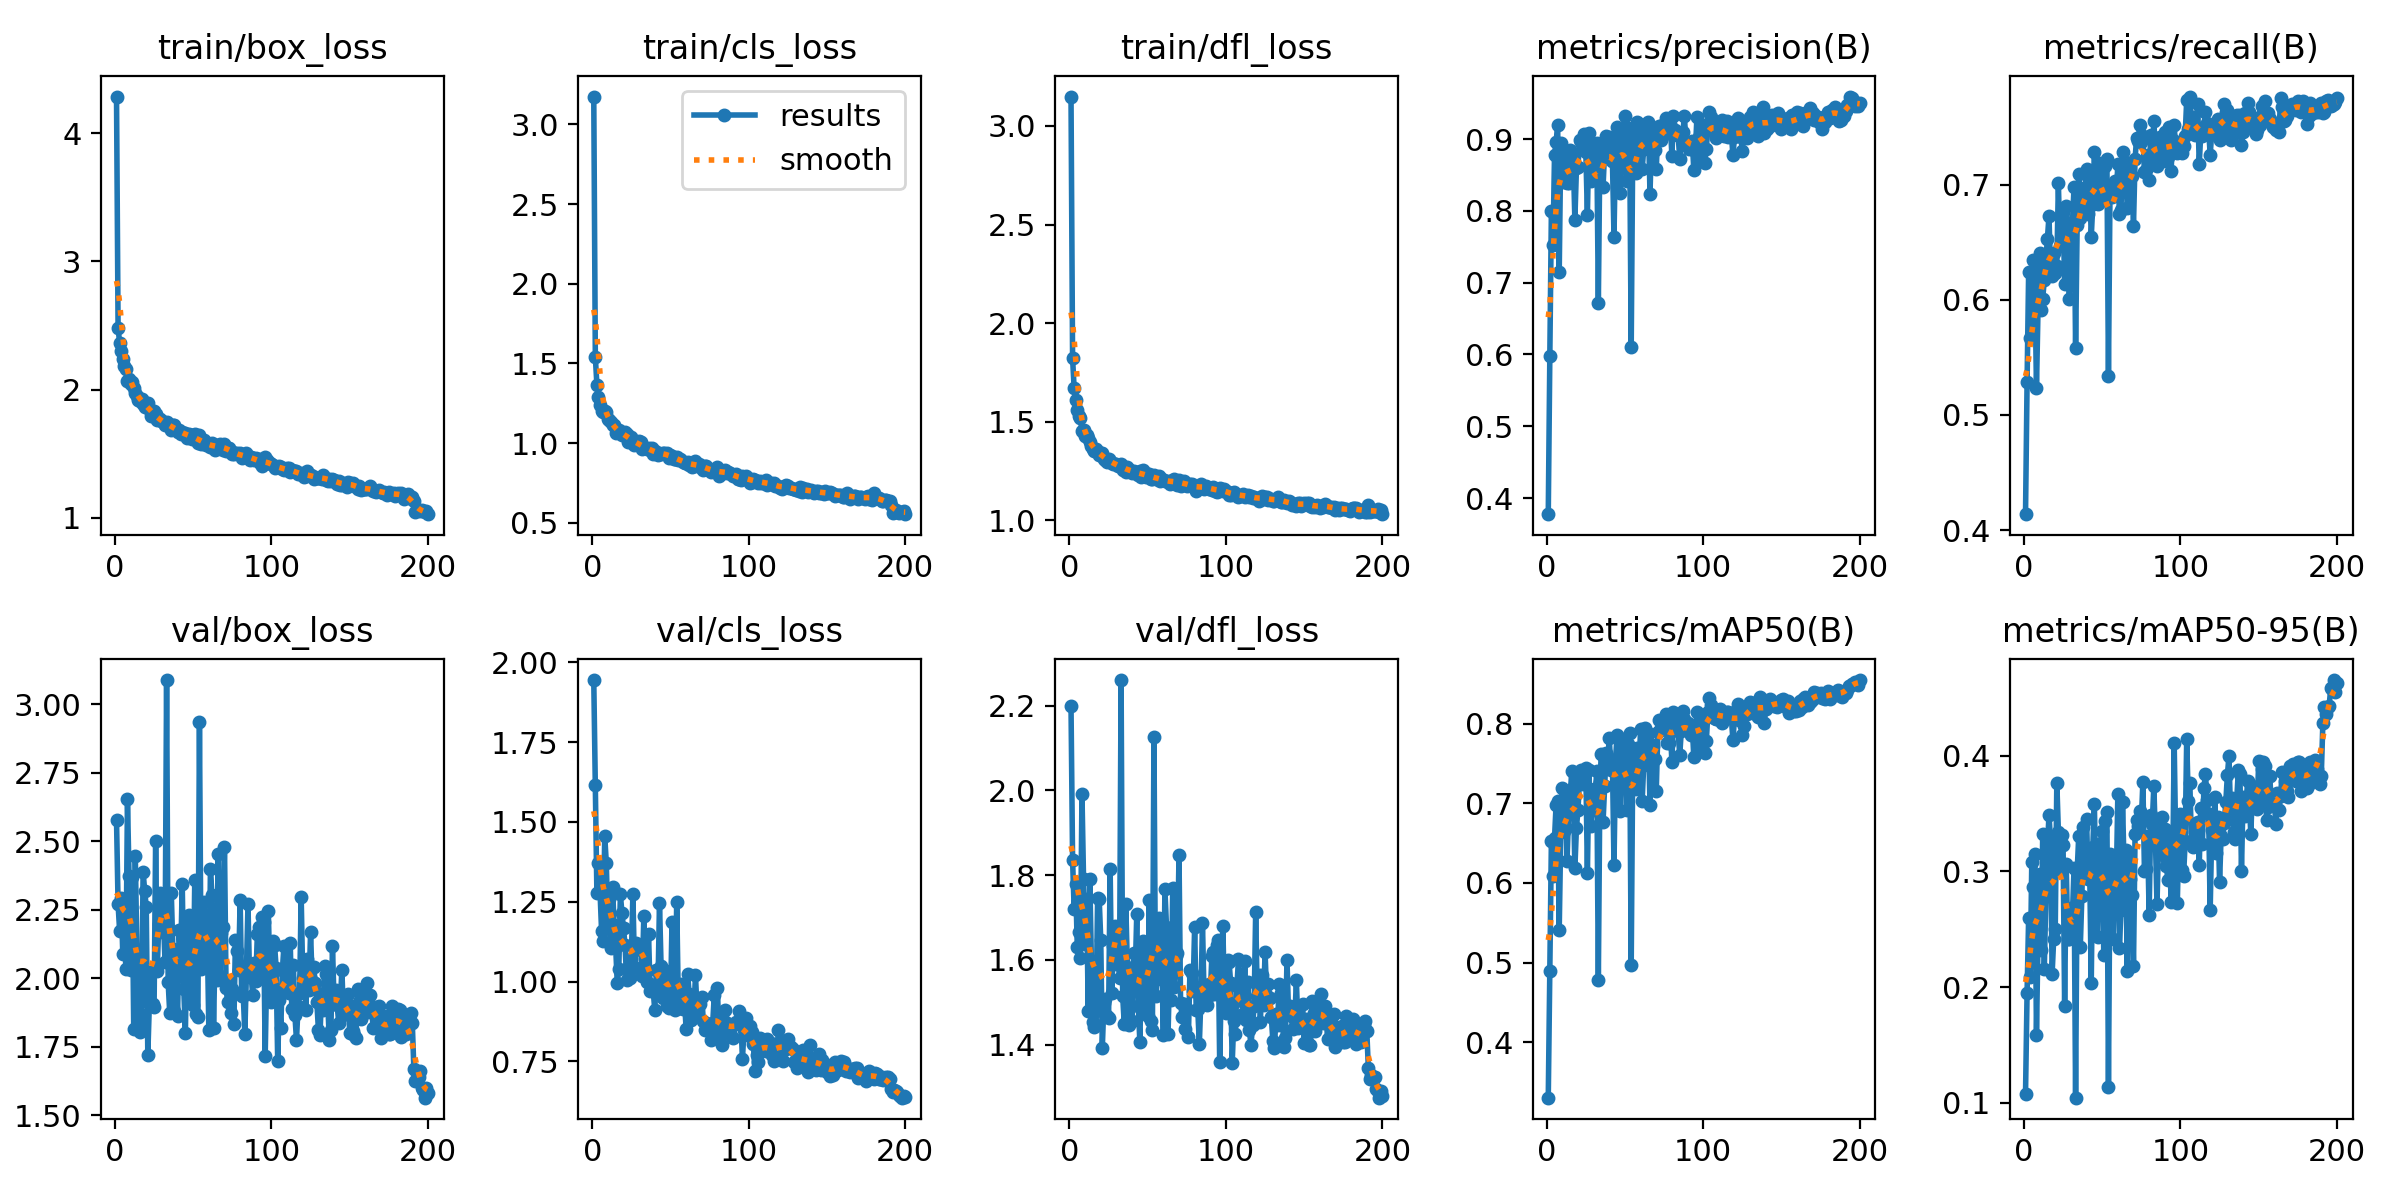 train/box_loss
4
3
2
1
0 100 200
train/cls_loss
results
smooth
3.0
2.5
2.0
1.5
1.0
0.5
0 100 200
train/dfl_loss
3.0
2.5
2.0
1.5
1.0
0 100 200
metrics/precision(B)
0.9
0.8
0.7
0.6
0.5
0.4
0 100 200
metrics/recall(B)
0.7
0.6
0.5
0.4
0 100 200
val/box_loss
3.00
2.75
2.50
2.25
2.00
1.75
1.50
0 100 200
val/cls_loss
2.00
1.75
1.50
1.25
1.00
0.75
0 100 200
val/dfl_loss
2.2
2.0
1.8
1.6
1.4
0 100 200
metrics/mAP50(B)
0.8
0.7
0.6
0.5
0.4
0 100 200
metrics/mAP50-95(B)
0.4
0.3
0.2
0.1
0 100 200